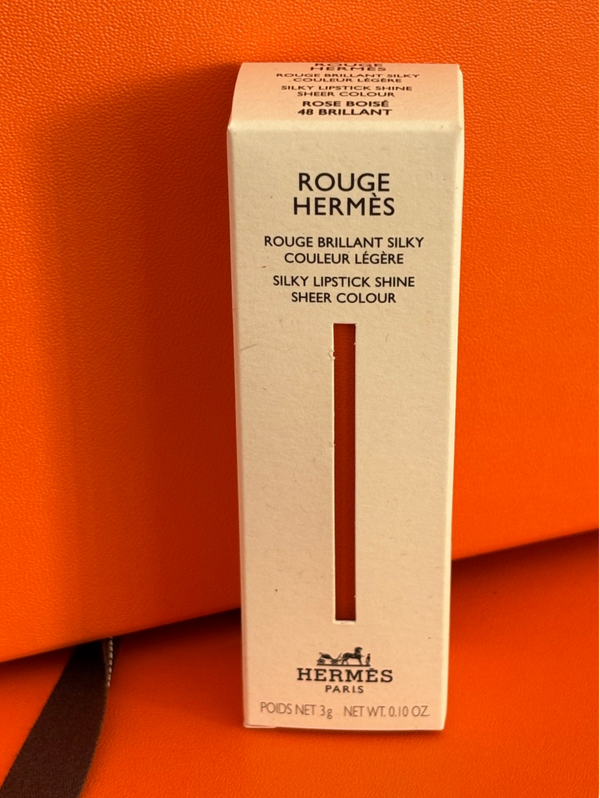 ROUGE
HERMÈS
ROUGE BRILLANT SILKY
COULEUR LÉGÈRE
SILKY LIPSTICK SHINE
SHEER COLOUR
ROSE BOISÉ
48 BRILLANT
ROUGE
HERMÈS
ROUGE BRILLANT SILKY
COULEUR LÉGÈRE
SILKY LIPSTICK SHINE
SHEER COLOUR
HERMÈS
PARIS
POIDS NET 3g NET WT. 0.10 OZ.